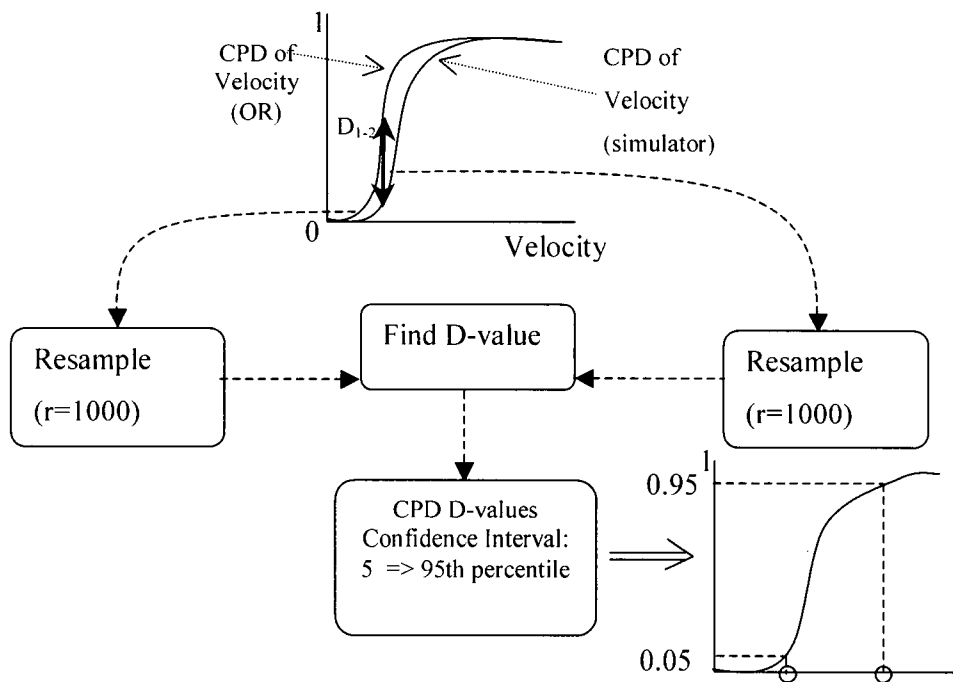 1
CPD of
Velocity
(OR)
D1-2
CPD of
Velocity
(simulator)
0
Velocity
Resample
(r=1000)
Find D-value
Resample
(r=1000)
CPD D-values
Confidence Interval:
5 => 95th percentile
1
0.95
0.05